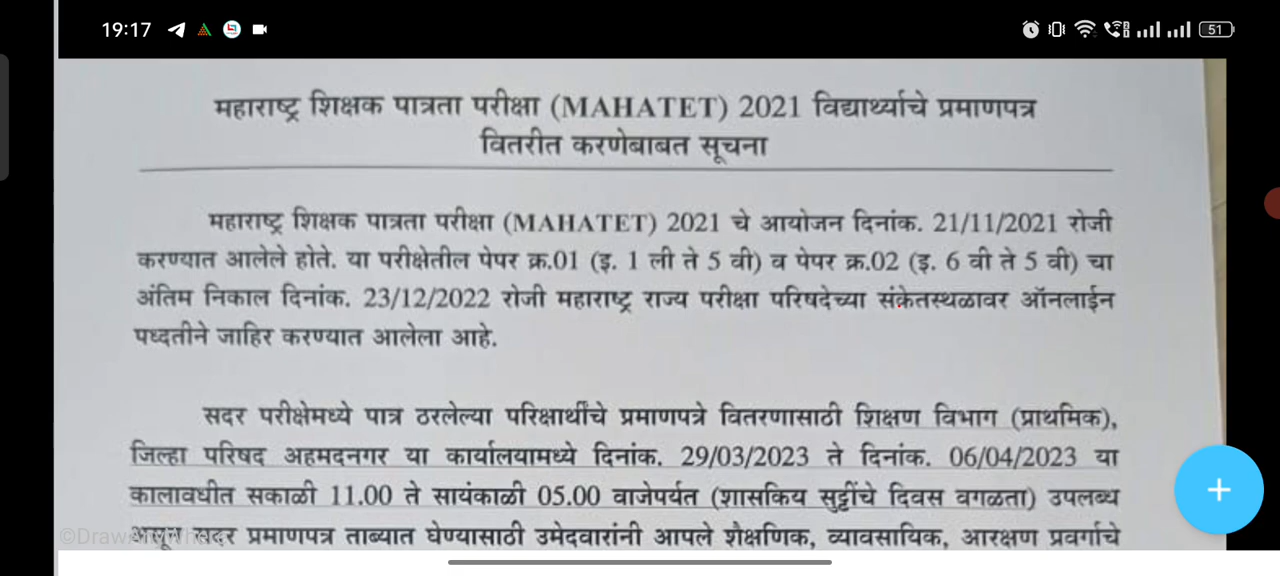 19:17
51
महाराष्ट्र शिक्षक पात्रता परीक्षा (MAHATET) 2021 विद्यार्थ्याचे प्रमाणपत्र
वितरीत करणेबाबत सूचना
महाराष्ट्र शिक्षक पात्रता परीक्षा (MAHATET) 2021 चे आयोजन दिनांक. 21/11/2021 रोजी
करण्यात आलेले होते. या परीक्षेतील पेपर क्र.01 (इ. 1 ली ते 5 वी) व पेपर क्र.02 (इ. 6 वी ते 5 वी) चा
अंतिम निकाल दिनांक. 23/12/2022 रोजी महाराष्ट्र राज्य परीक्षा परिषदेच्या संकेतस्थळावर ऑनलाईन
पध्दतीने जाहिर करण्यात आलेला आहे.
सदर परीक्षेमध्ये पात्र ठरलेल्या परिक्षार्थींचे प्रमाणपत्रे वितरणासाठी शिक्षण विभाग (प्राथमिक),
जिल्हा परिषद अहमदनगर या कार्यालयामध्ये दिनांक. 29/03/2023 ते दिनांक. 06/04/2023 या
कालावधीत सकाळी 11.00 ते सायंकाळी 05.00 वाजेपर्यत (शासकिय सुट्टींचे दिवस वगळता) उपलब्ध
असून सदर प्रमाणपत्र ताब्यात घेण्यासाठी उमेदवारांनी आपले शैक्षणिक, व्यावसायिक, आरक्षण प्रवर्गाचे